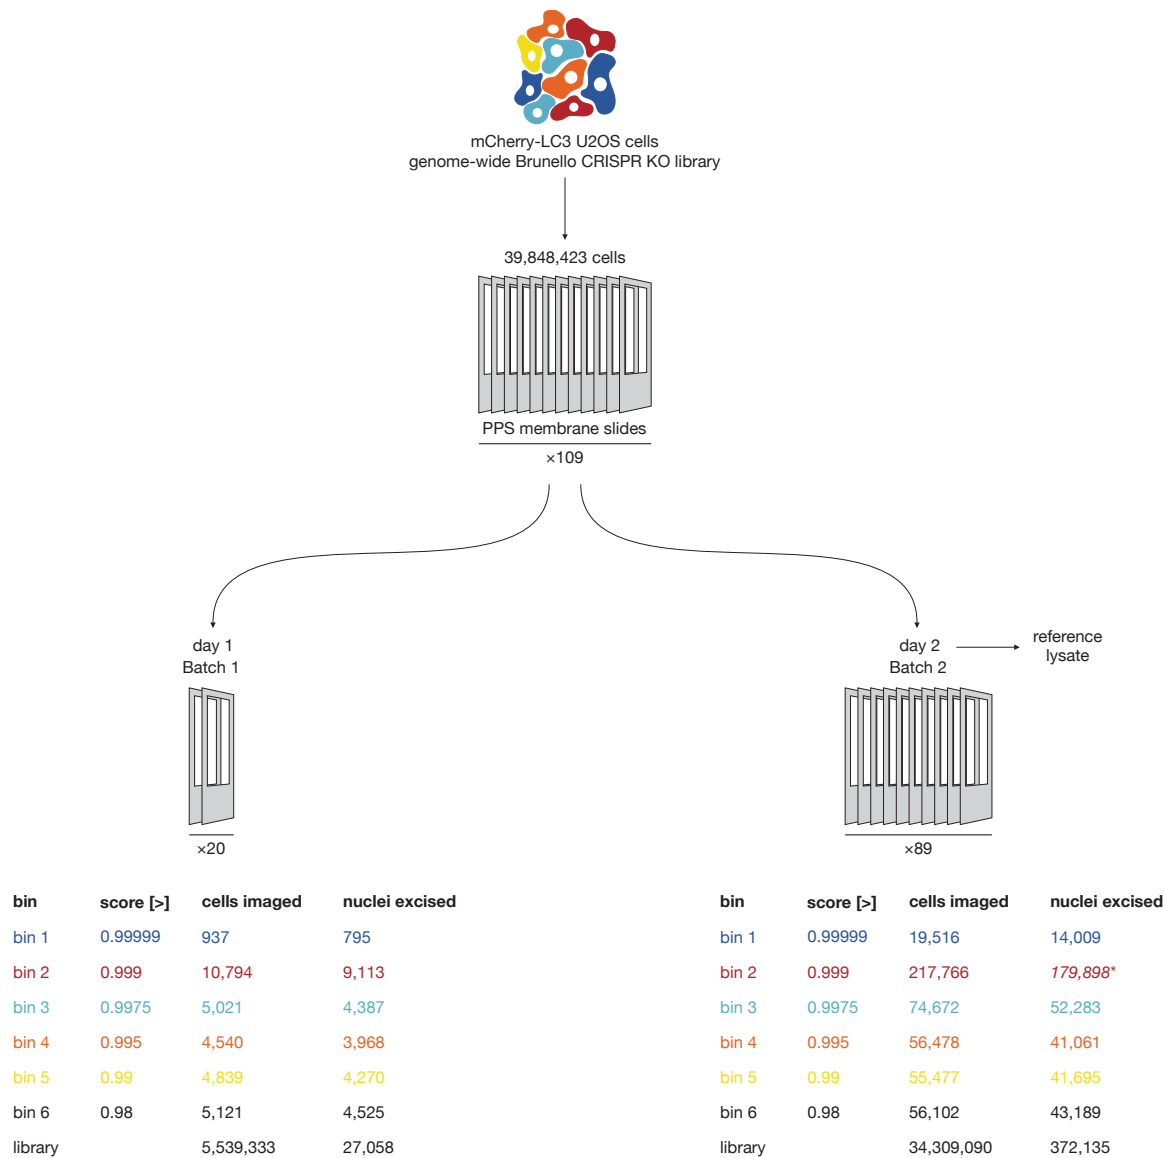 mCherry-LC3 U2OS cells
genome-wide Brunello CRISPR KO library
39,848,423 cells
PPS membrane slides
×109
day 1
Batch 1
×20
day 2
Batch 2
reference
lysate
×89
bin score [>] cells imaged nuclei excised
bin 1 0.99999 937 795
bin 2 0.999 10,794 9,113
bin 3 0.9975 5,021 4,387
bin 4 0.995 4,540 3,968
bin 5 0.99 4,839 4,270
bin 6 0.98 5,121 4,525
library 5,539,333 27,058
bin score [>] cells imaged nuclei excised
bin 1 0.99999 19,516 14,009
bin 2 0.999 217,766 179,898*
bin 3 0.9975 74,672 52,283
bin 4 0.995 56,478 41,061
bin 5 0.99 55,477 41,695
bin 6 0.98 56,102 43,189
library 34,309,090 372,135